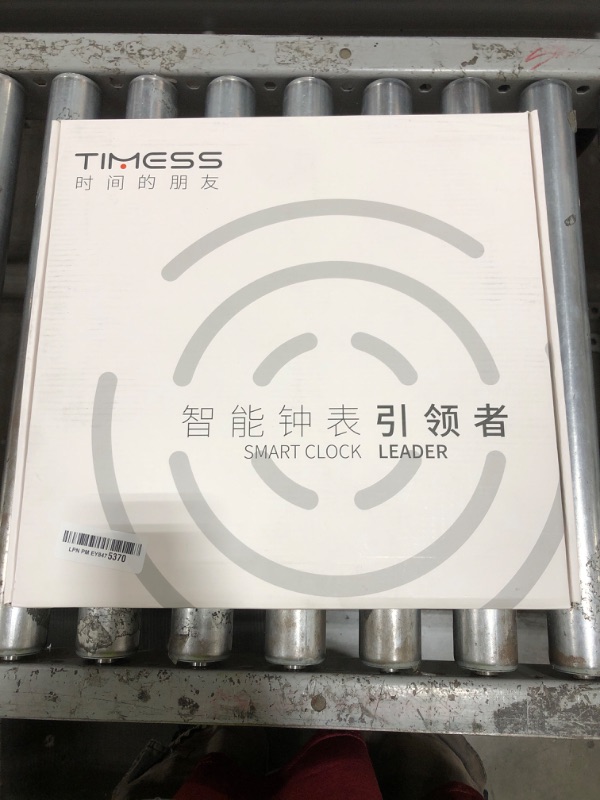 TIMESS
时间的朋友
智能钟表引领者
SMART CLOCK LEADER
LPN PM EY947 5370